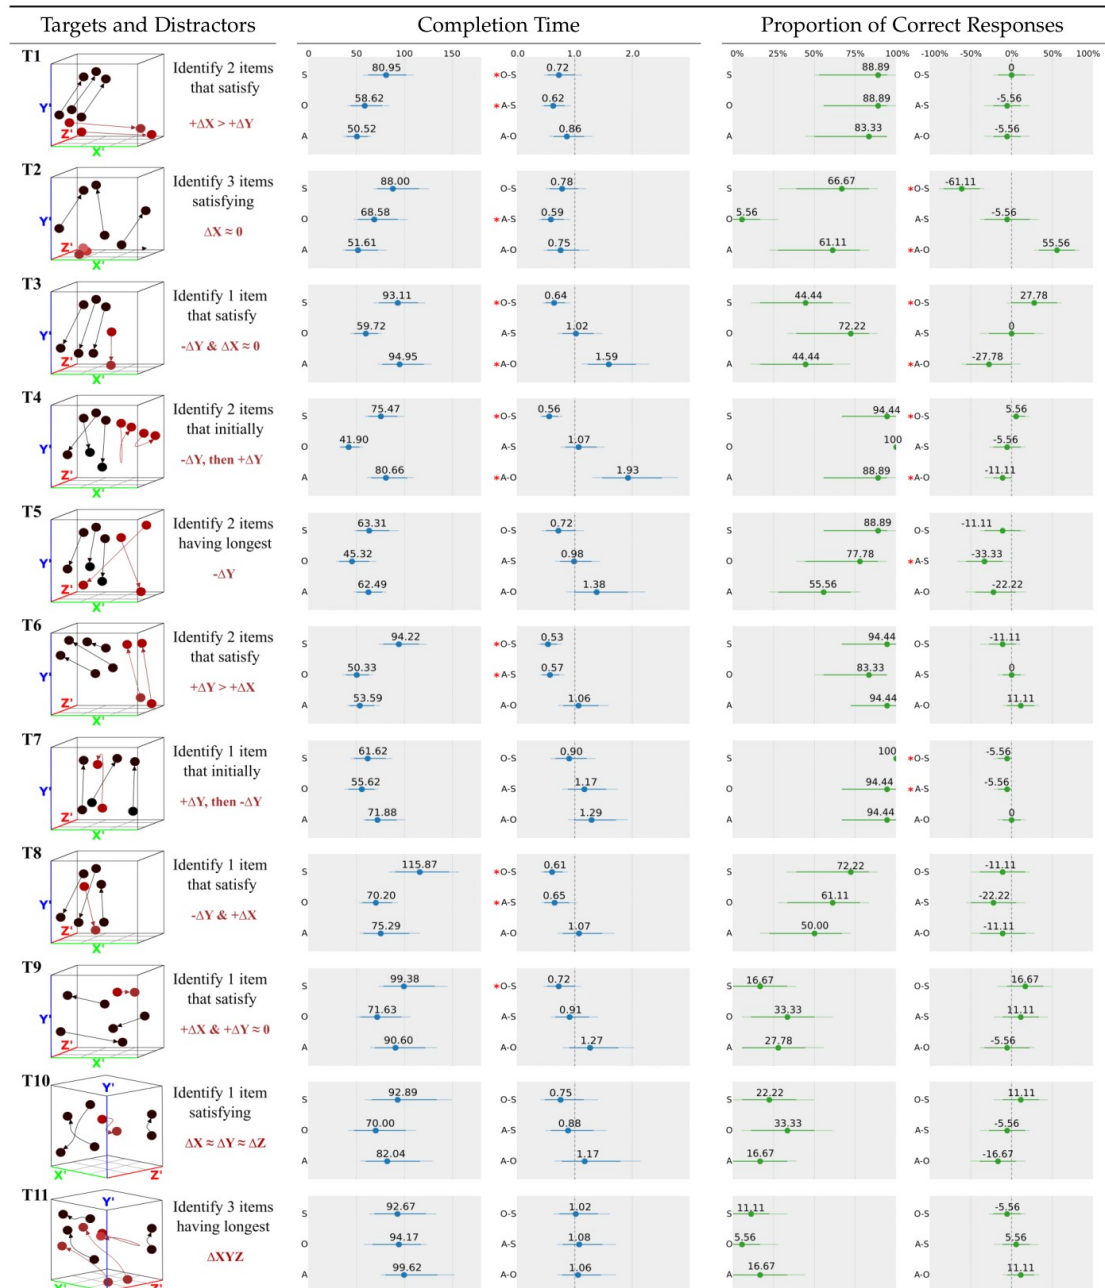 Targets and Distractors Completion Time Proportion of Correct Responses
0 50 100 150 0.0 1.0 2.0 0% 25% 50% 75% 100% -100% 0% 100%
T1
Y' Z' X'
Identify 2 items
that satisfy
+ΔX > +ΔY
S 80.95 *O-S 0.72 S 88.89 O-S 0
O 58.62 *A-S 0.62 O 88.89 A-S -5.56
A 50.52 A-O 0.86 A 83.33 A-O -5.56
T2
Y' Z' X'
Identify 3 items
satisfying
ΔX ≈ 0
S 88.00 O-S 0.78 S 66.67 *O-S -61.11
O 68.58 *A-S 0.59 O 5.56 A-S -5.56
A 51.61 A-O 0.75 A 61.11 *A-O 55.56
T3
Y' Z' X'
Identify 1 item
that satisfy
-ΔY & ΔX ≈ 0
S 93.11 *O-S 0.64 S 44.44 *O-S 27.78
O 59.72 A-S 1.02 O 72.22 A-S 0
A 94.95 *A-O 1.59 A 44.44 *A-O -27.78
T4
Y' Z' X'
Identify 2 items
that initially
-ΔY, then +ΔY
S 75.47 *O-S 0.56 S 94.44 *O-S 5.56
O 41.90 A-S 1.07 O 100 A-S -5.56
A 80.66 *A-O 1.93 A 88.89 *A-O -11.11
T5
Y' Z' X'
Identify 2 items
having longest
-ΔY
S 63.31 O-S 0.72 S 88.89 O-S -11.11
O 45.32 A-S 0.98 O 77.78 *A-S -33.33
A 62.49 A-O 1.38 A 55.56 A-O -22.22
T6
Y' Z' X'
Identify 2 items
that satisfy
+ΔY > +ΔX
S 94.22 *O-S 0.53 S 94.44 O-S -11.11
O 50.33 *A-S 0.57 O 83.33 A-S 0
A 53.59 A-O 1.06 A 94.44 A-O 11.11
T7
Y' Z' X'
Identify 1 item
that initially
+ΔY, then -ΔY
S 61.62 O-S 0.90 S 100 *O-S -5.56
O 55.62 A-S 1.17 O 94.44 *A-S -5.56
A 71.88 A-O 1.29 A 94.44 A-O 0
T8
Y' Z' X'
Identify 1 item
that satisfy
-ΔY & +ΔX
S 115.87 *O-S 0.61 S 72.22 O-S -11.11
O 70.20 *A-S 0.65 O 61.11 A-S -22.22
A 75.29 A-O 1.07 A 50.00 A-O -11.11
T9
Y' Z' X'
Identify 1 item
that satisfy
+ΔX & +ΔY ≈ 0
S 99.38 *O-S 0.72 S 16.67 O-S 16.67
O 71.63 A-S 0.91 O 33.33 A-S 11.11
A 90.60 A-O 1.27 A 27.78 A-O -5.56
T10
Y' X' Z'
Identify 1 item
satisfying
ΔX ≈ ΔY ≈ ΔZ
S 92.89 O-S 0.75 S 22.22 O-S 11.11
O 70.00 A-S 0.88 O 33.33 A-S -5.56
A 82.04 A-O 1.17 A 16.67 A-O -16.67
T11
Y' X' Z'
Identify 3 items
having longest
ΔXYZ
S 92.67 O-S 1.02 S 11.11 O-S -5.56
O 94.17 A-S 1.08 O 5.56 A-S 5.56
A 99.62 A-O 1.06 A 16.67 A-O 11.11